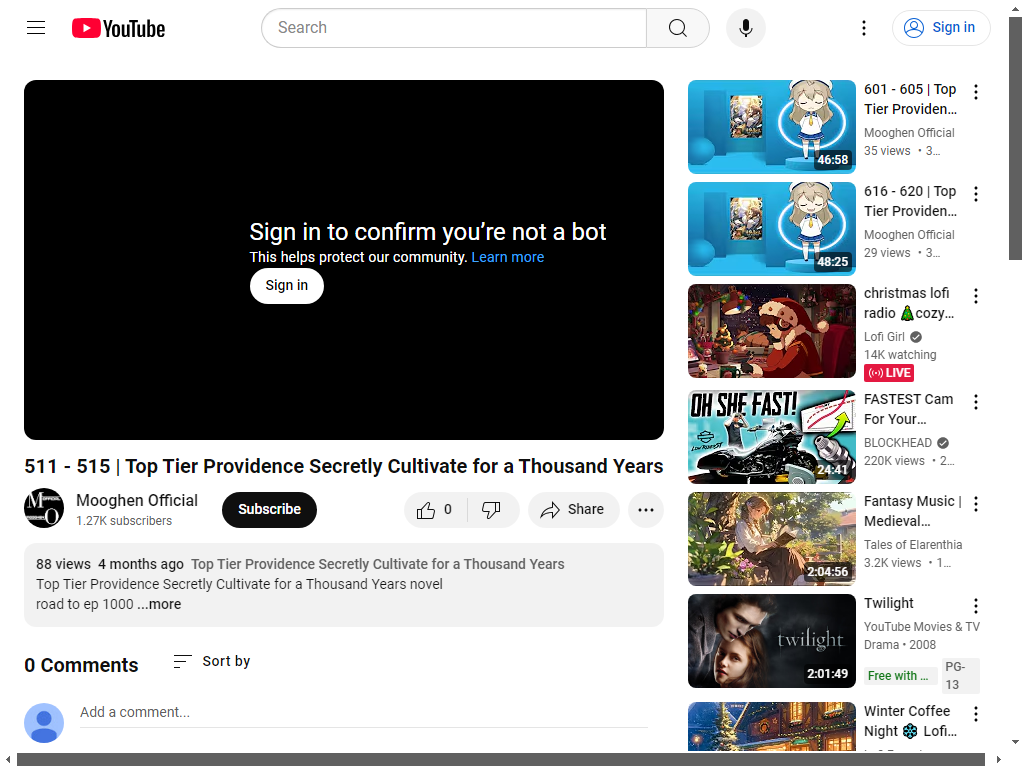 YouTube
Search
Sign in
Sign in to confirm you’re not a bot
This helps protect our community. Learn more
Sign in
511 - 515 | Top Tier Providence Secretly Cultivate for a Thousand Years
Mooghen Official
1.27K subscribers
Subscribe
0
Share
88 views 4 months ago Top Tier Providence Secretly Cultivate for a Thousand Years
Top Tier Providence Secretly Cultivate for a Thousand Years novel
road to ep 1000 ...more
0 Comments
Sort by
Add a comment...
46:58
601 - 605 | Top
Tier Providen...
Mooghen Official
35 views • 3...
48:25
616 - 620 | Top
Tier Providen...
Mooghen Official
29 views • 3...
christmas lofi
radio 🎄cozy...
Lofi Girl
14K watching
LIVE
OH SHE FAST!
24:41
FASTEST Cam
For Your...
BLOCKHEAD
220K views • 2...
2:04:56
Fantasy Music |
Medieval...
Tales of Elarenthia
3.2K views • 1...
twilight
2:01:49
Twilight
YouTube Movies & TV
Drama • 2008
Free with ...
PG-
13
Winter Coffee
Night ❄️ Lofi...